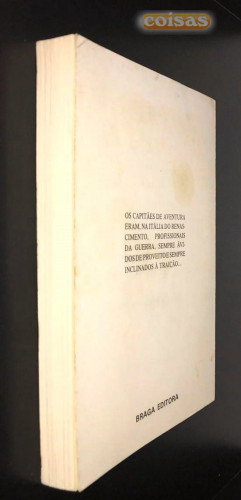 coisas
OS CAPITÃES DE AVENTURA
ERAM, NA ITÁLIA DO RENAS-
CIMENTO, PROFISSIONAIS
DA GUERRA, SEMPRE ÁVI-
DOS DE PROVEITO E SEMPRE
INCLINADOS À TRAIÇÃO...
BRAGA EDITORA